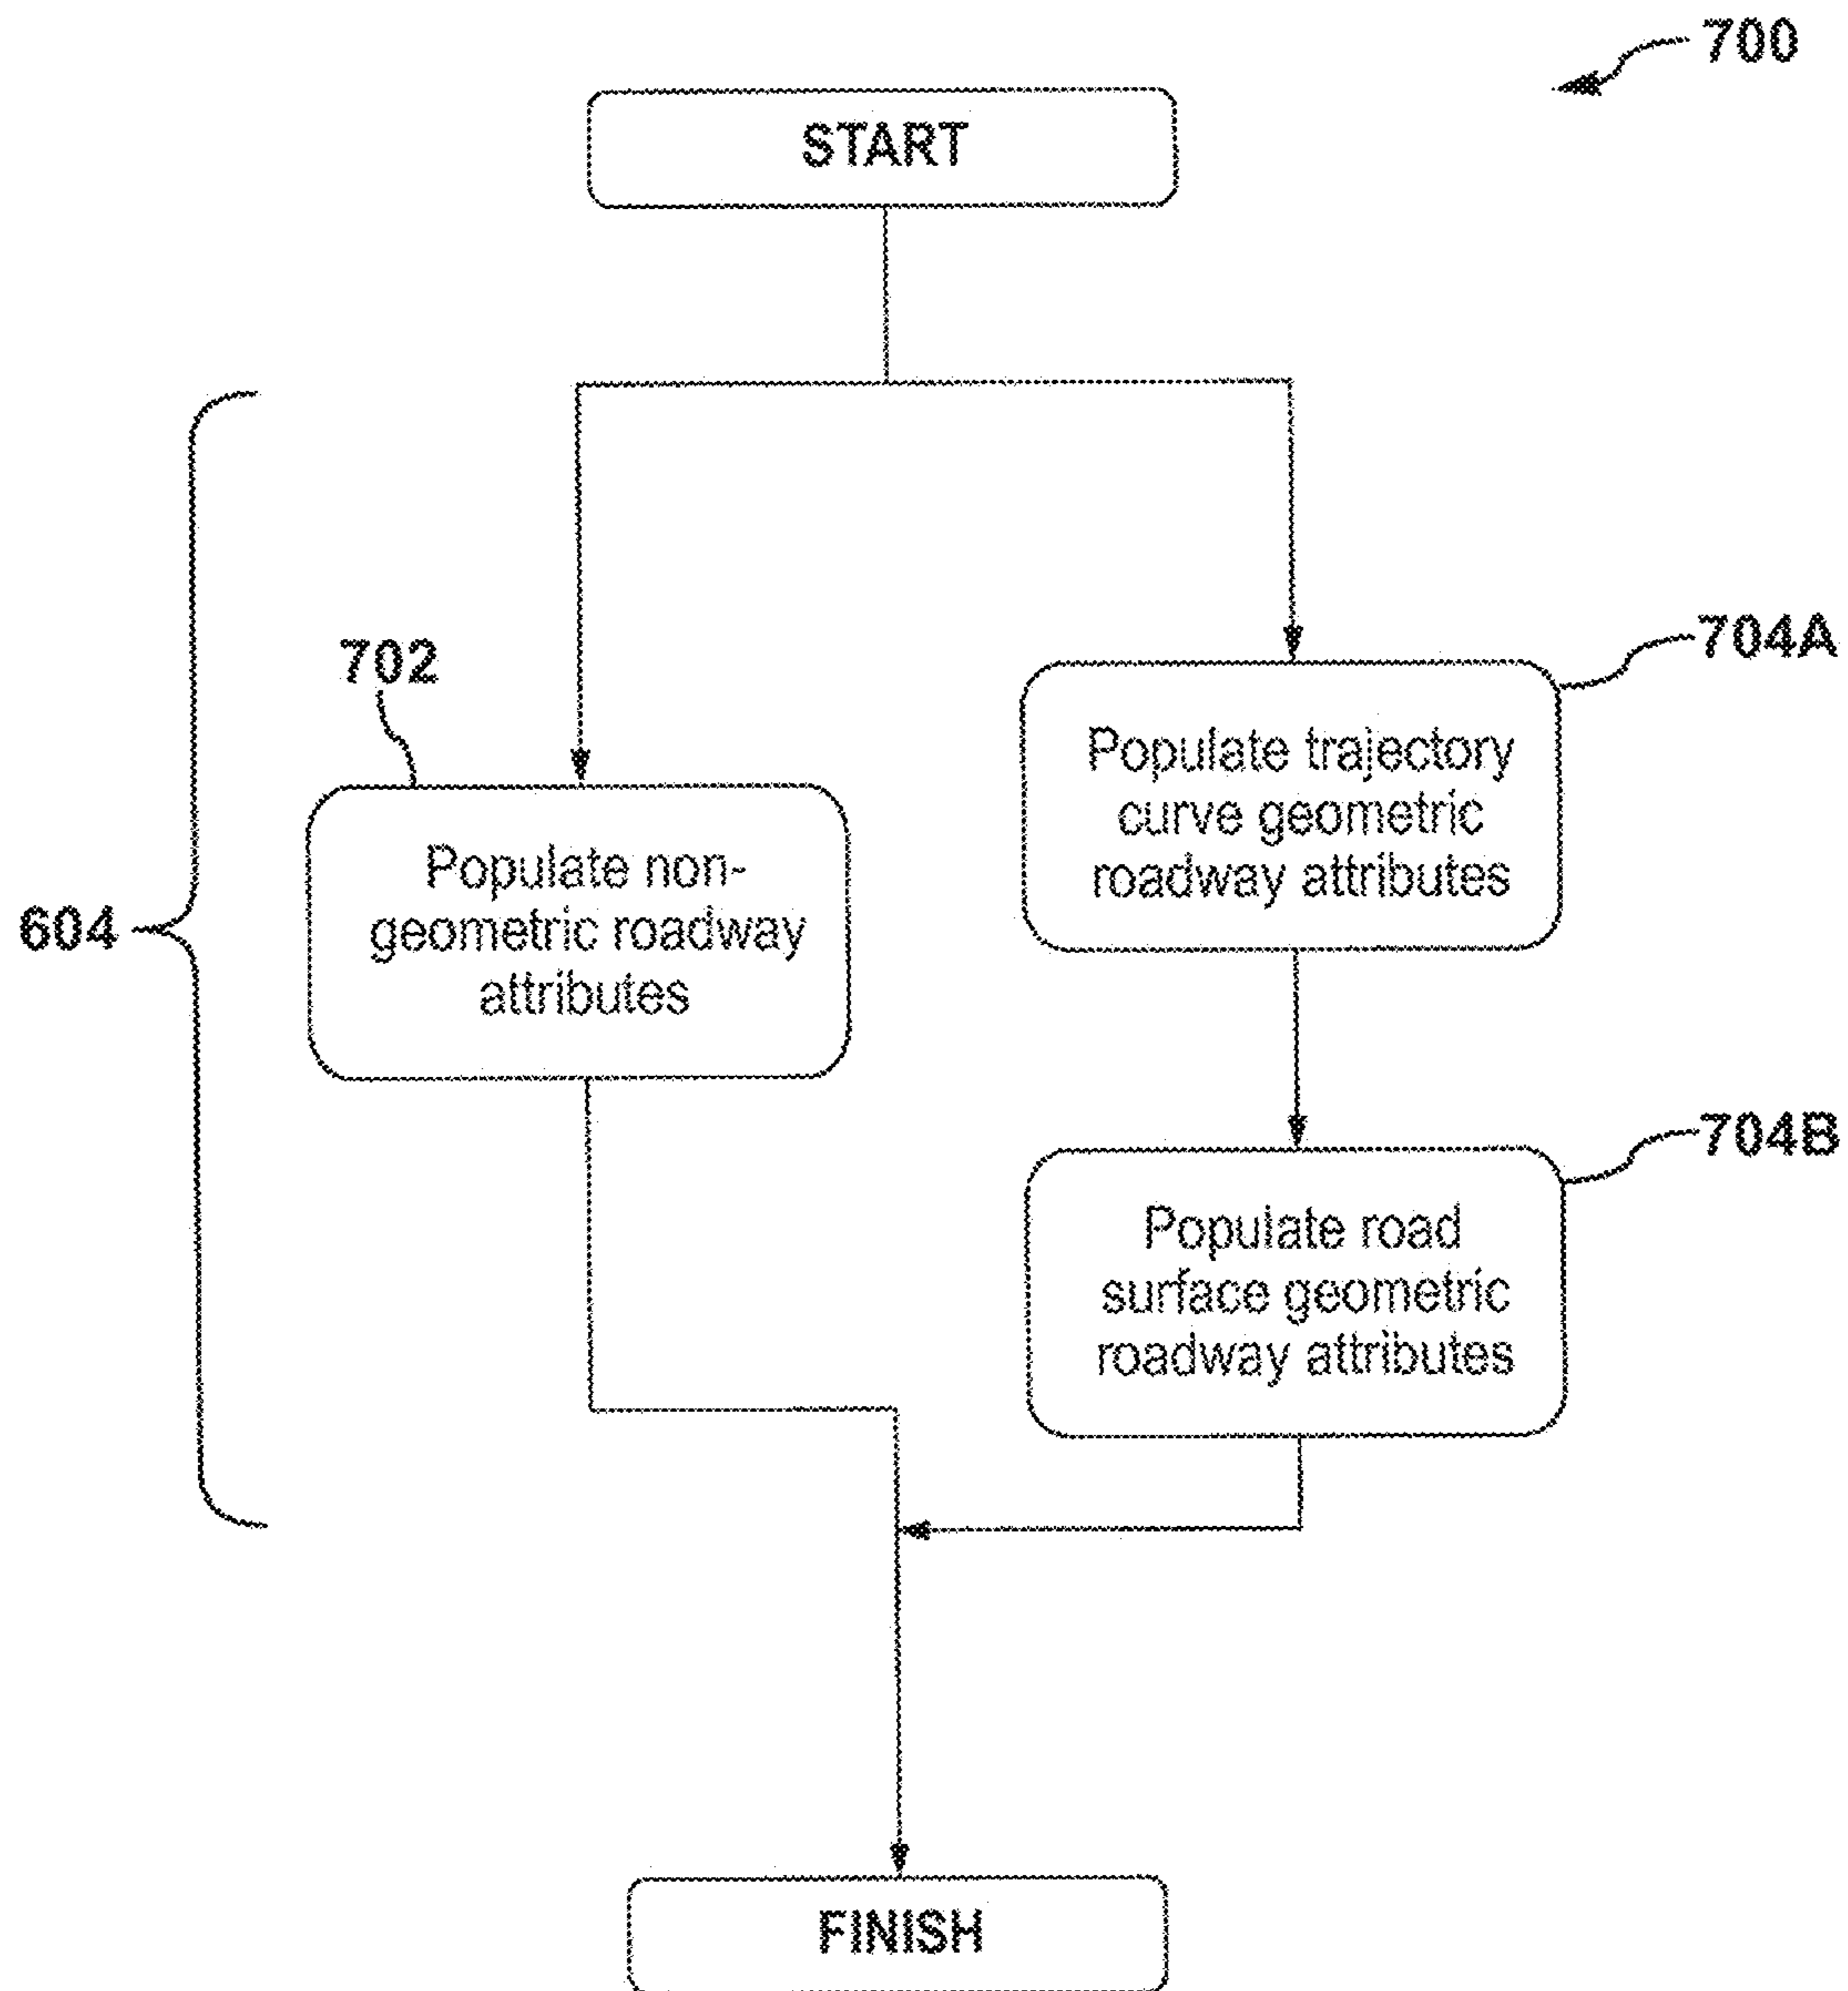 700
START
702
704A
Populate trajectory
curve geometric
roadway attributes
Populate non-
geometric roadway
attributes
604
704B
Populate road
surface geometric
roadway attributes
FINISH